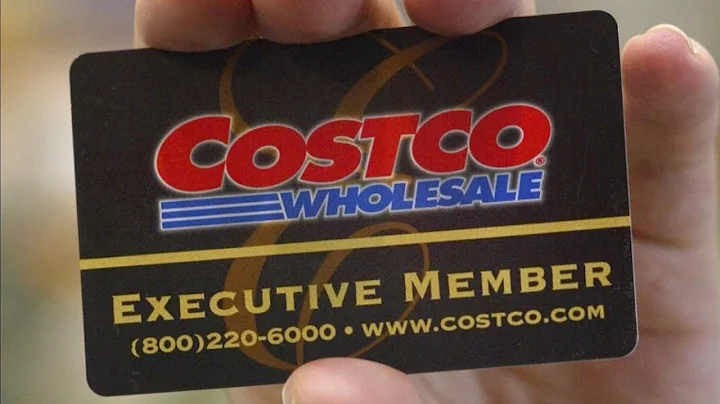 COSTCO®
WHOLESALE
EXECUTIVE MEMBER
(800)220-6000 • WWW.COSTCO.COM